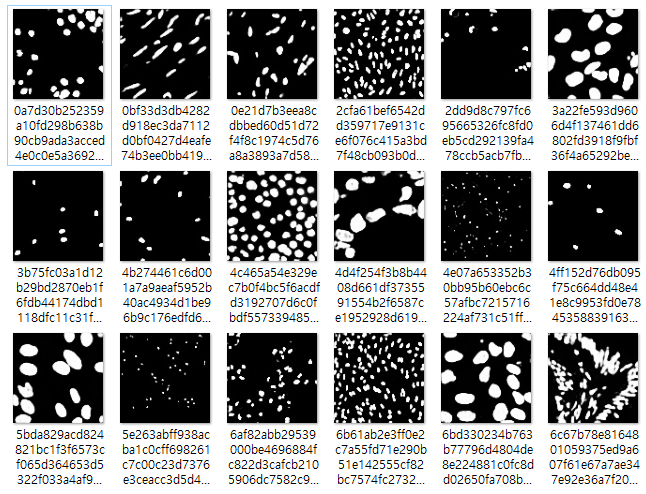 0a7d30b252359
a10fd298b638b
90cb9ada3acced
4e0c0e5a3692...
0bf33d3db4282
d918ec3da7112
d0bf0427d4eafe
74b3ee0bb419...
0e21d7b3eea8c
dbbed60d51d72
f4f8c1974c5d76
a8a3893a7d58...
2cfa61bef6542d
d359717e9131c
e6f076c415a3bd
7f48cb093b0d...
2dd9d8c797fc6
95665326fc8fd0
eb5cd292139fa4
78ccb5acb7fb...
3a22fe593d960
6d4f137461dd6
802fd3918f9fbf
36f4a65292be...
3b75fc03a1d12
b29bd2870eb1f
6fdb44174dbd1
118dfc11c31f...
4b274461c6d00
1a7a9aeaf5952b
40ac4934d1be9
6b9c176edfd6...
4c465a54e329e
c7b0f4bc5f6acdf
d3192707d6c0f
bdf557339485...
4d4f254f3b8b44
08d661df37355
91554b2f6587c
e1952928d619...
4e07a653352b3
0bb95b60ebc6c
57afbc7215716
224af731c51ff...
4ff152d76db095
f75c664dd48e4
1e8c9953fd0e78
45358839163...
5bda829acd824
821bc1f3f6573c
f065d364653d5
322f033a4af9...
5e263abff938ac
ba1c0cff698261
c7c00c23d7376
e3ceacc3d5d4...
6af82abb29539
000be4696884f
c822d3cafcb210
5906dc7582c9...
6b61ab2e3ff0e2
c7a55fd71e290b
51e142555cf82
bc7574fc2732...
6bd330234b763
b77796d4804de
8e224881c0fc8d
d02650fa708b...
6c67b78e81648
01059375ed9a6
07f61e67a7ae34
7e92e36a7f20...